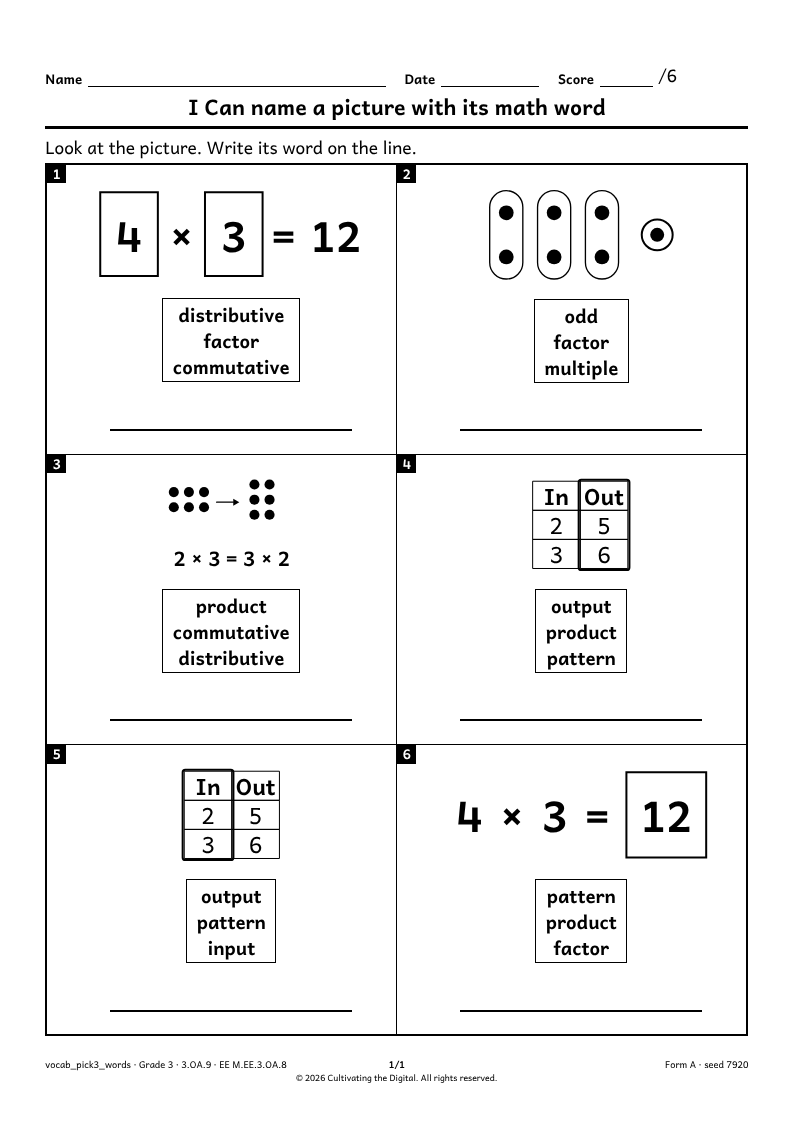 Name Date Score /6
I Can name a picture with its math word
Look at the picture. Write its word on the line.
1
4 × 3 = 12
distributive
factor
commutative
2
odd
factor
multiple
3
2 × 3 = 3 × 2
product
commutative
distributive
4
In Out
2 5
3 6
output
product
pattern
5
In Out
2 5
3 6
output
pattern
input
6
4 × 3 = 12
pattern
product
factor
vocab_pick3_words · Grade 3 · 3.OA.9 · EE M.EE.3.OA.8 1/1 Form A · seed 7920
© 2026 Cultivating the Digital. All rights reserved.